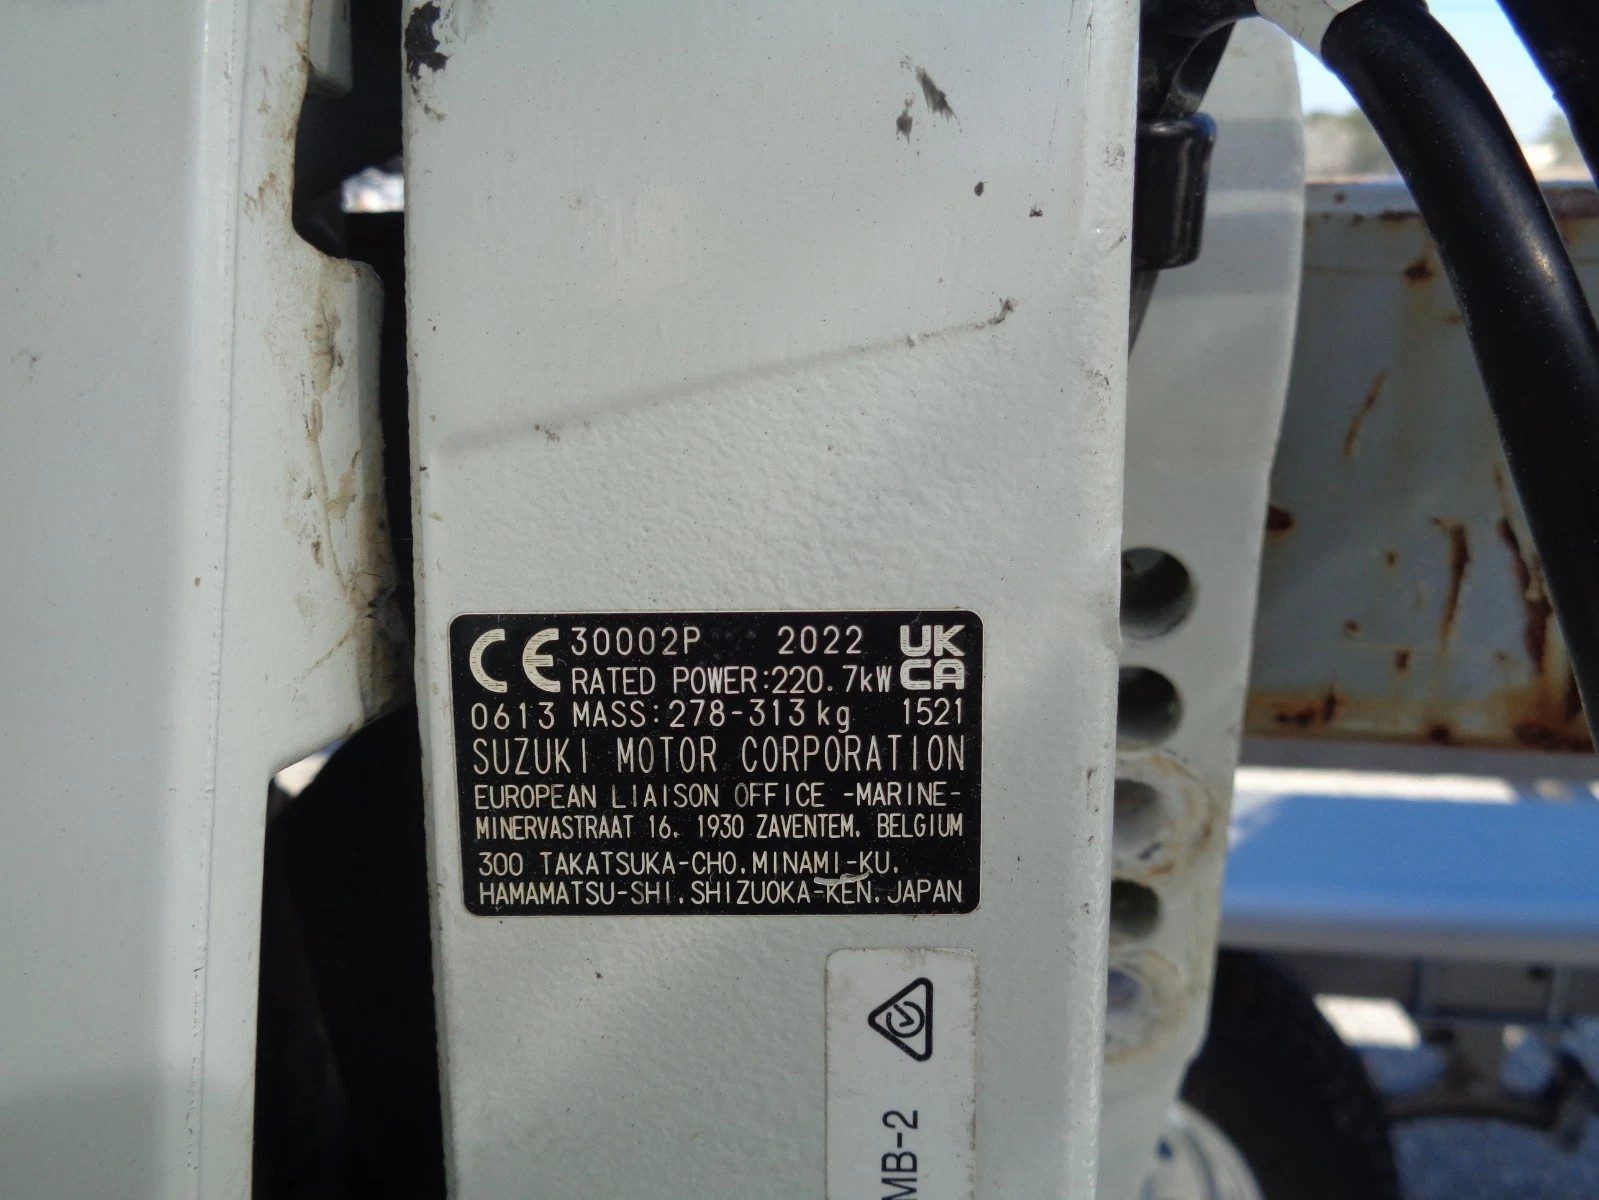 CE 30002P 2022 UK
RATED POWER:220.7kW CA
0613 MASS:278-313kg 1521
SUZUKI MOTOR CORPORATION
EUROPEAN LIAISON OFFICE -MARINE-
MINERVASTRAAT 16, 1930 ZAVENTEM, BELGIUM
300 TAKATSUKA-CHO, MINAMI-KU,
HAMAMATSU-SHI, SHIZUOKA-KEN, JAPAN
MB-2